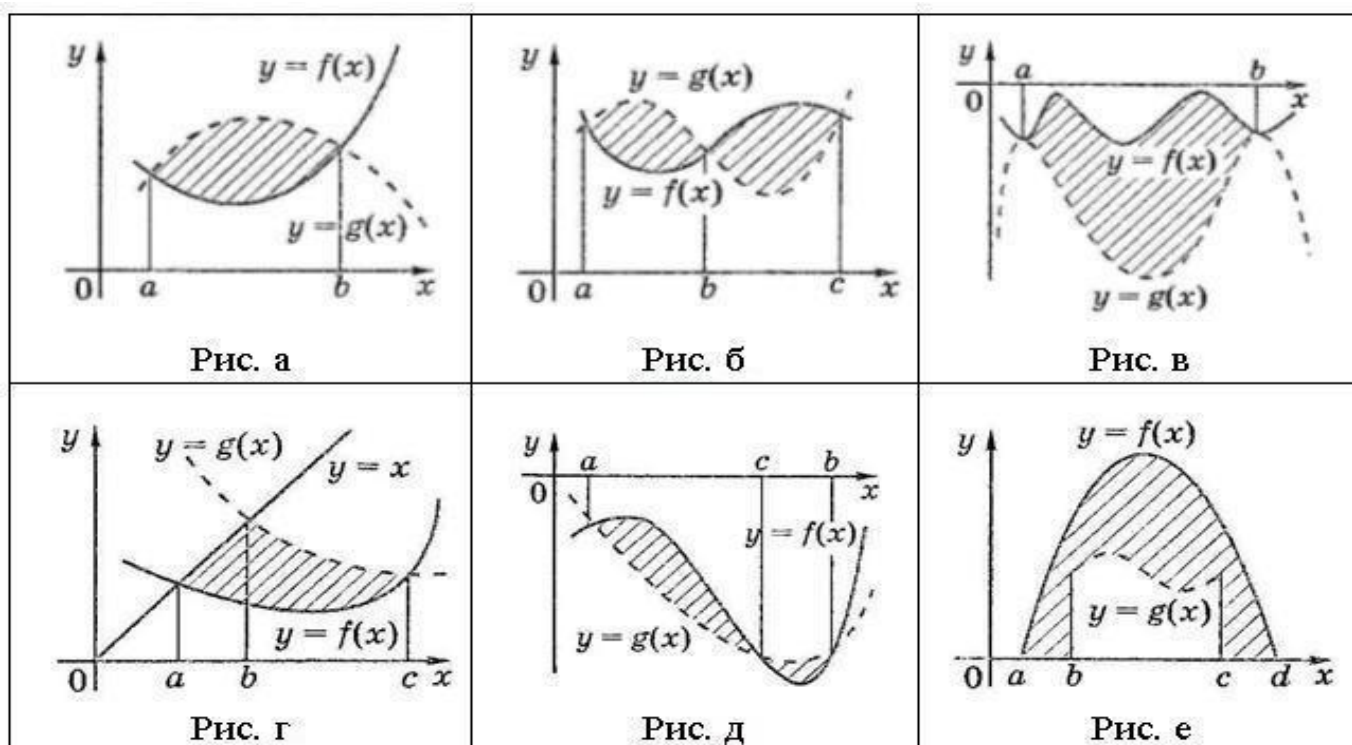 y
y = f(x)
y = g(x)
0
a
b
x
Рис. а
y
y = g(x)
y = f(x)
0
a
b
c
x
Рис. б
y
a
b
0
x
y = f(x)
y = g(x)
Рис. в
y
y = g(x)
y = x
y = f(x)
0
a
b
c
x
Рис. г
y
a
c
b
0
x
y = f(x)
y = g(x)
Рис. д
y = f(x)
y
y = g(x)
0
a
b
c
d
x
Рис. е